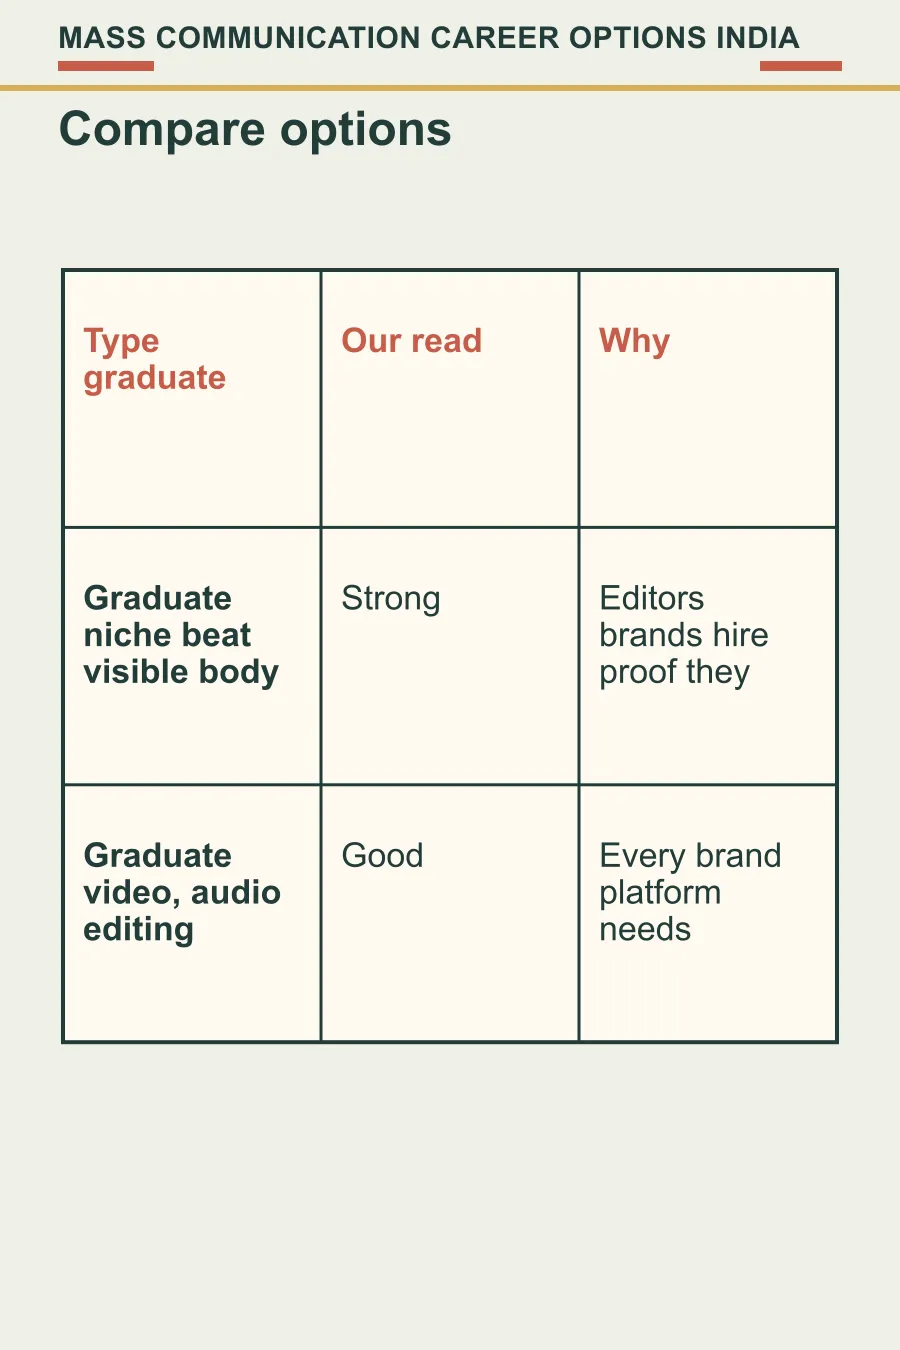 MASS COMMUNICATION CAREER OPTIONS INDIA
Compare options
Type
graduate
Our read
Why
Graduate
niche beat
visible body
Strong
Editors
brands hire
proof they
Graduate
video, audio
editing
Good
Every brand
platform
needs